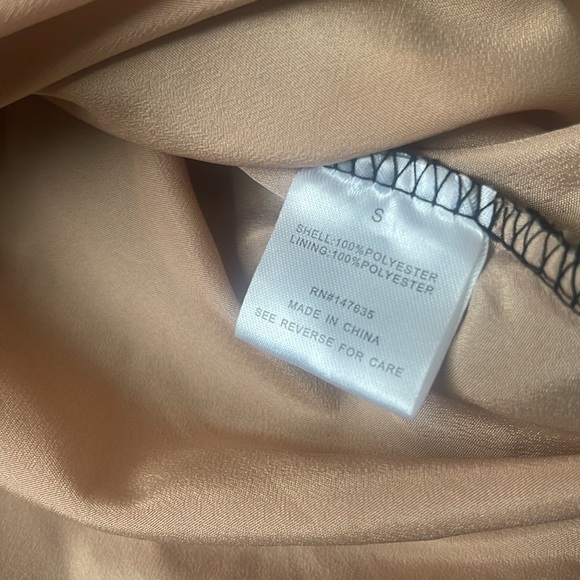 S
SHELL:100%POLYESTER
LINING:100%POLYESTER
RN#147635
MADE IN CHINA
SEE REVERSE FOR CARE